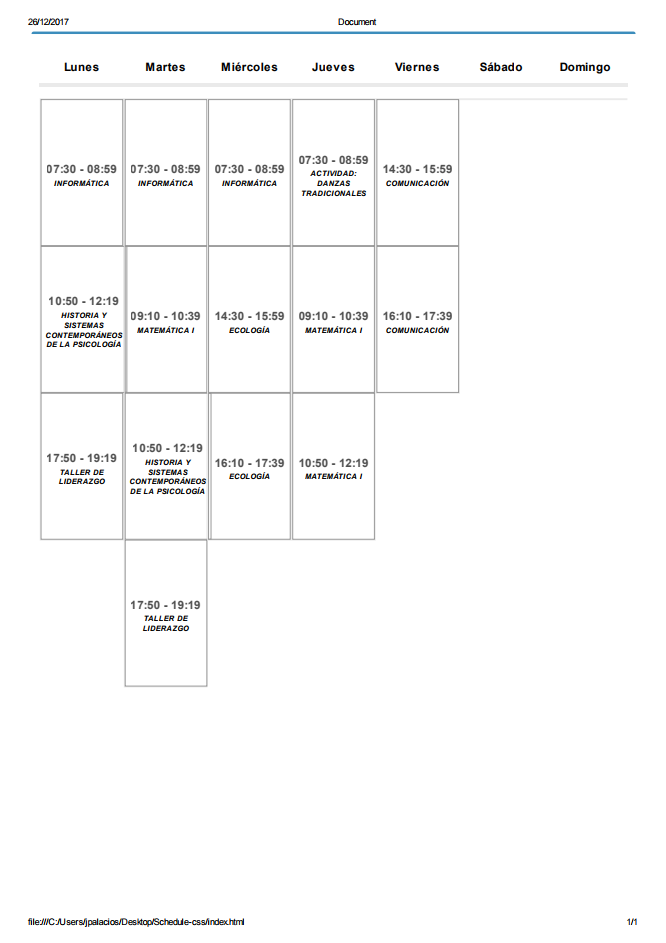 26/12/2017 Document
Lunes Martes Miércoles Jueves Viernes Sábado Domingo
07:30 - 08:59
INFORMÁTICA
10:50 - 12:19
HISTORIA Y
SISTEMAS
CONTEMPORÁNEOS
DE LA PSICOLOGÍA
17:50 - 19:19
TALLER DE
LIDERAZGO
07:30 - 08:59
INFORMÁTICA
09:10 - 10:39
MATEMÁTICA I
10:50 - 12:19
HISTORIA Y
SISTEMAS
CONTEMPORÁNEOS
DE LA PSICOLOGÍA
17:50 - 19:19
TALLER DE
LIDERAZGO
07:30 - 08:59
INFORMÁTICA
14:30 - 15:59
ECOLOGÍA
16:10 - 17:39
ECOLOGÍA
07:30 - 08:59
ACTIVIDAD:
DANZAS
TRADICIONALES
09:10 - 10:39
MATEMÁTICA I
10:50 - 12:19
MATEMÁTICA I
14:30 - 15:59
COMUNICACIÓN
16:10 - 17:39
COMUNICACIÓN
file:///C:/Users/jpalacios/Desktop/Schedule-css/index.html 1/1